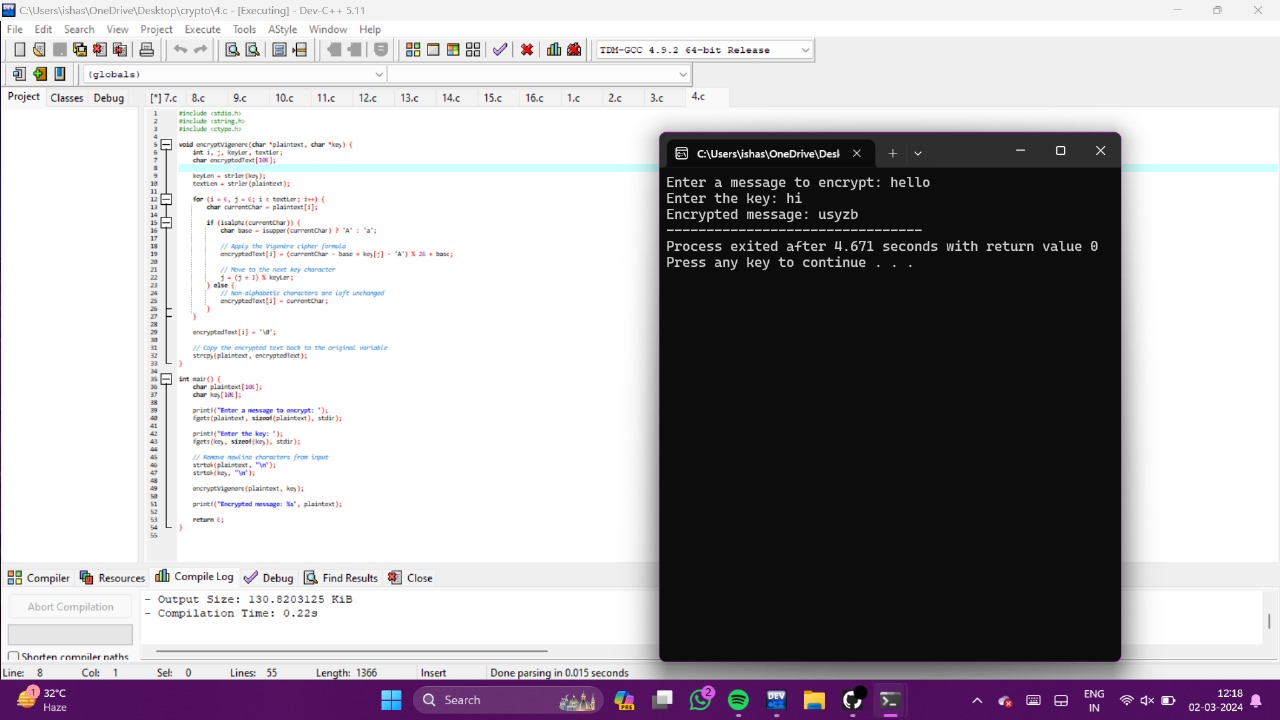 C:\Users\ishas\OneDrive\Desktop\crypto\4.c - [Executing] - Dev-C++ 5.11
File Edit Search View Project Execute Tools AStyle Window Help
TDM-GCC 4.9.2 64-bit Release
(globals)
Project Classes Debug
[*] 7.c 8.c 9.c 10.c 11.c 12.c 13.c 14.c 15.c 16.c 1.c 2.c 3.c 4.c
1 #include <stdio.h>
2 #include <string.h>
3 #include <ctype.h>
4
5 void encryptVigenere(char *plaintext, char *key) {
6 int i, j, keyLen, textLen;
7 char encryptedText[100];
8
9 keyLen = strlen(key);
10 textLen = strlen(plaintext);
11
12 for (i = 0, j = 0; i < textLen; i++) {
13 char currentChar = plaintext[i];
14
15 if (isalpha(currentChar)) {
16 char base = isupper(currentChar) ? 'A' : 'a';
17
18 // Apply the Vigenère cipher formula
19 encryptedText[i] = (currentChar - base + key[j] - 'A') % 26 + base;
20
21 // Move to the next key character
22 j = (j + 1) % keyLen;
23 } else {
24 // Non-alphabetic characters are left unchanged
25 encryptedText[i] = currentChar;
26 }
27 }
28
29 encryptedText[i] = '\0';
30
31 // Copy the encrypted text back to the original variable
32 strcpy(plaintext, encryptedText);
33 }
34
35 int main() {
36 char plaintext[100];
37 char key[100];
38
39 printf("Enter a message to encrypt: ");
40 fgets(plaintext, sizeof(plaintext), stdin);
41
42 printf("Enter the key: ");
43 fgets(key, sizeof(key), stdin);
44
45 // Remove newline characters from input
46 strtok(plaintext, "\n");
47 strtok(key, "\n");
48
49 encryptVigenere(plaintext, key);
50
51 printf("Encrypted message: %s", plaintext);
52
53 return 0;
54 }
55
C:\Users\ishas\OneDrive\Desl
Enter a message to encrypt: hello
Enter the key: hi
Encrypted message: usyzb
--------------------------------
Process exited after 4.671 seconds with return value 0
Press any key to continue . . .
Compiler Resources Compile Log Debug Find Results Close
Abort Compilation
Shorten compiler paths
- Output Size: 130.8203125 KiB
- Compilation Time: 0.22s
Line: 8 Col: 1 Sel: 0 Lines: 55 Length: 1366 Insert Done parsing in 0.015 seconds
1
32°C
Haze
Search
2
DEV
ENG
IN
12:18
02-03-2024